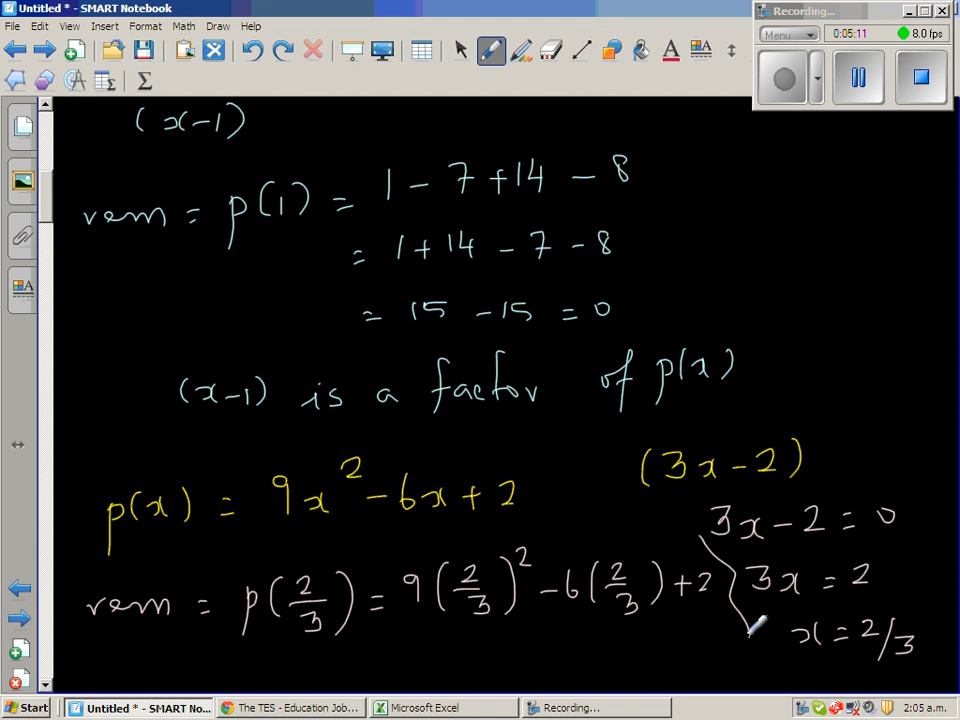 Untitled * - SMART Notebook
Recording...
File Edit View Insert Format Math Draw Help
Menu
0:05:11
8.0 fps
(x-1)
rem = p(1) = 1 - 7 +14 - 8
= 1 + 14 - 7 - 8
= 15 - 15 = 0
(x-1) is a factor of p(x)
p(x) = 9x² - 6x + 2 (3x - 2)
3x - 2 = 0
rem = p(2/3) = 9(2/3)² - 6(2/3) + 2
3x = 2
x = 2/3
Start
Untitled * - SMART No...
The TES - Education Job...
Microsoft Excel
Recording...
2:05 a.m.